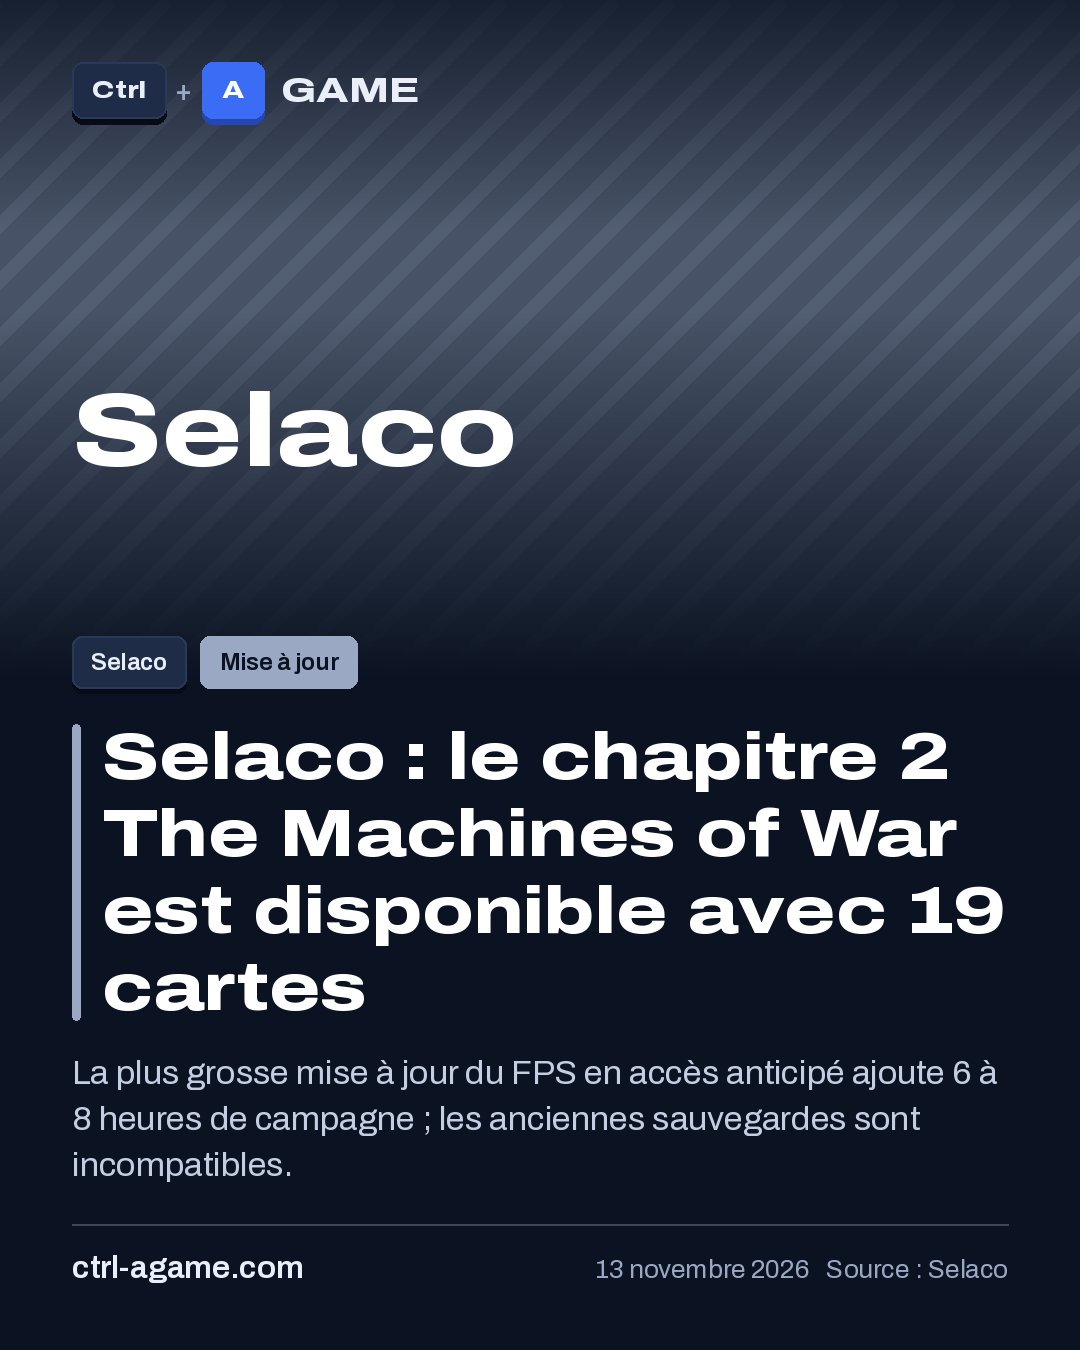 Ctrl + A GAME
Selaco
Selaco Mise à jour
Selaco : le chapitre 2
The Machines of War
est disponible avec 19
cartes
La plus grosse mise à jour du FPS en accès anticipé ajoute 6 à
8 heures de campagne ; les anciennes sauvegardes sont
incompatibles.
ctrl-agame.com 13 novembre 2026 Source : Selaco